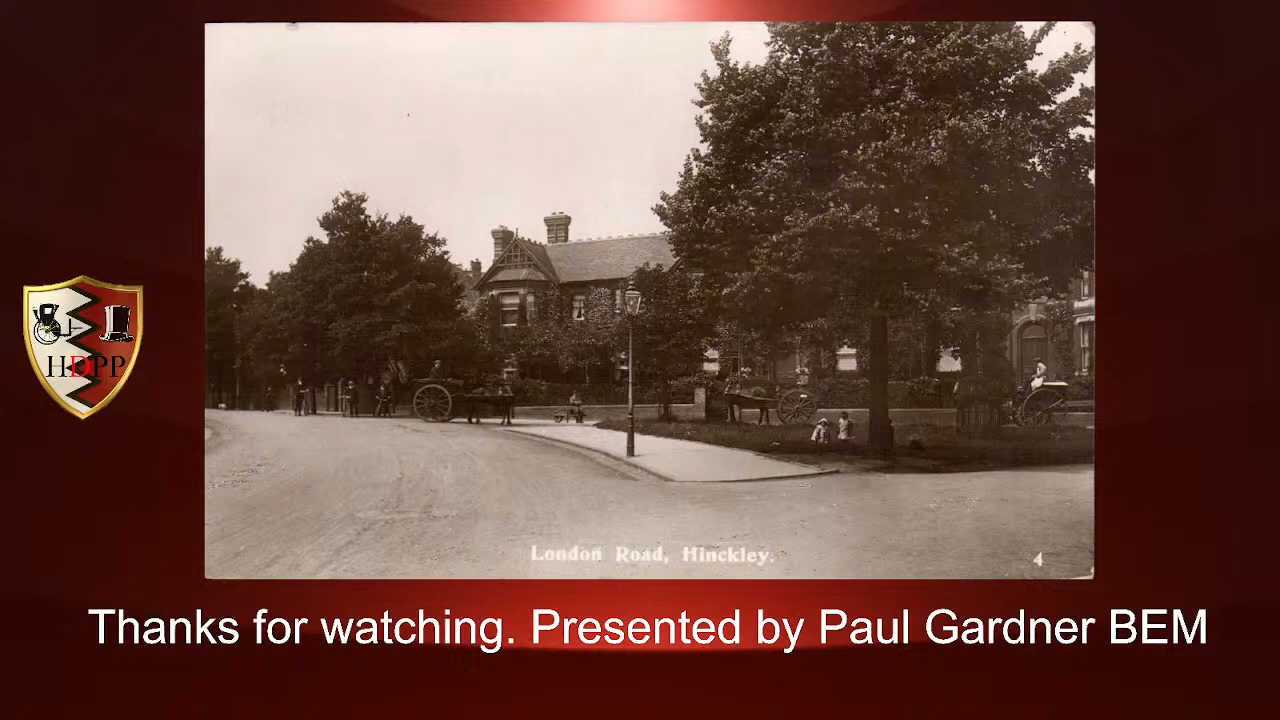 HDPP
London Road, Hinckley.
4
Thanks for watching. Presented by Paul Gardner BEM